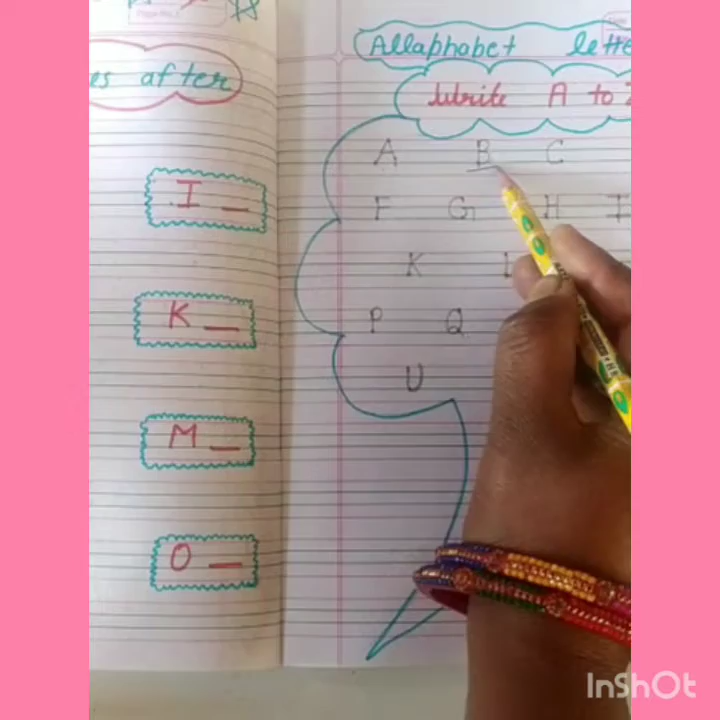 es after
I _
K _
M _
O _
Allaphabet lette
Write A to Z
A B C
F G H I
K L
P Q
U
InShOt